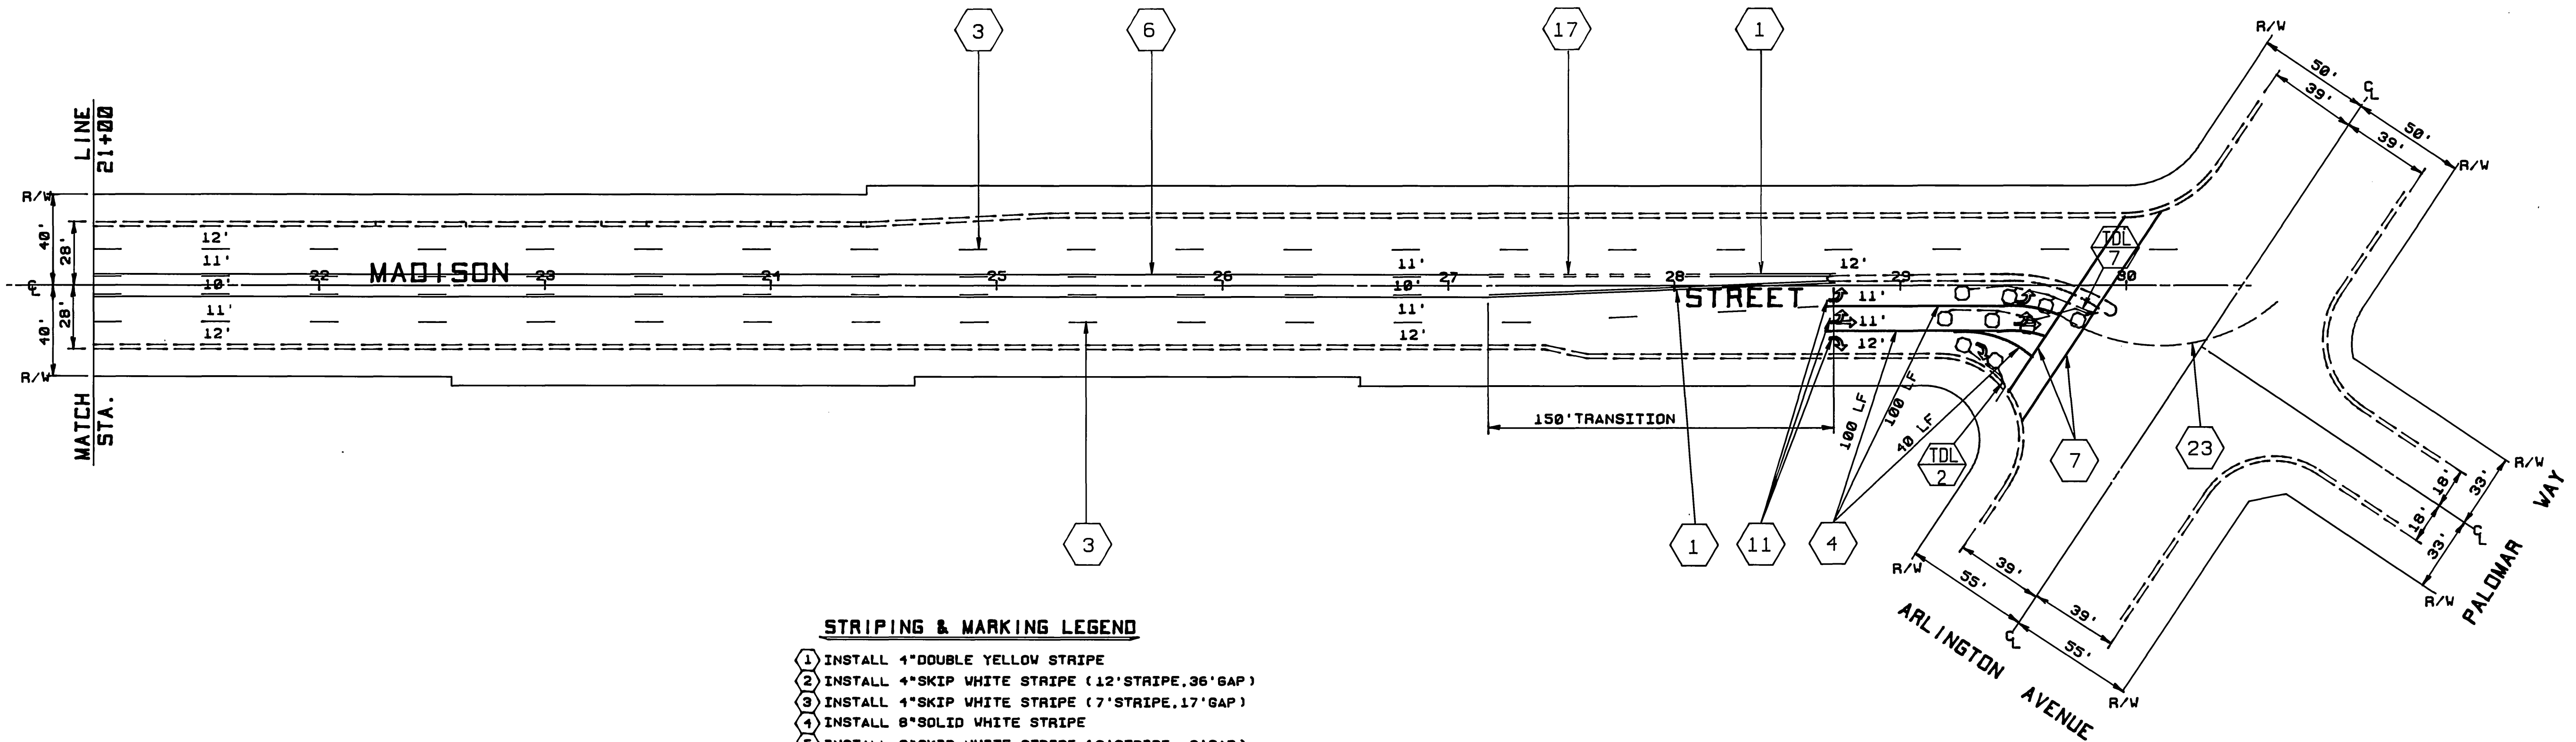 3
6
17
1
R/W
50'
39'
C L
50'
39'
R/W
MATCH LINE
STA. 21+00
R/W
40'
28'
C L
40'
28'
R/W
12'
11'
10'
11'
12'
MADISON STREET
22
23
24
25
26
27
28
29
30
11'
10'
11'
12'
12'
11'
11'
12'
TDL
7
150' TRANSITION
100 LF
100 LF
40 LF
TDL
2
7
23
3
1
11
4
R/W
18'
33'
18'
33'
C L
R/W
PALOMAR WAY
R/W
55'
39'
C L
39'
55'
R/W
ARLINGTON AVENUE
STRIPING & MARKING LEGEND
1 INSTALL 4"DOUBLE YELLOW STRIPE
2 INSTALL 4"SKIP WHITE STRIPE (12'STRIPE,36'GAP)
3 INSTALL 4"SKIP WHITE STRIPE (7'STRIPE,17'GAP)
4 INSTALL 8"SOLID WHITE STRIPE